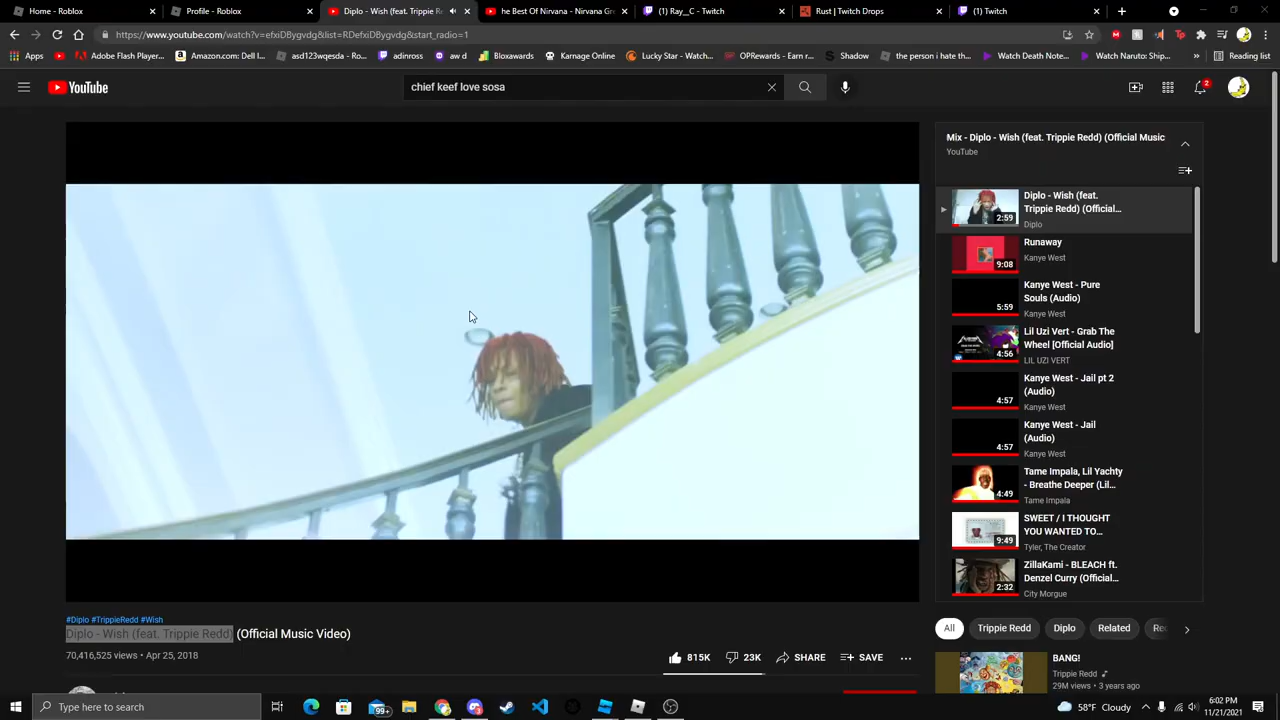 Home - Roblox
Profile - Roblox
Diplo - Wish (feat. Trippie Re
he Best Of Nirvana - Nirvana Gre
(1) Ray__C - Twitch
Rust | Twitch Drops
(1) Twitch
https://www.youtube.com/watch?v=efxiDBygvdg&list=RDefxiDBygvdg&start_radio=1
Apps
Adobe Flash Player...
Amazon.com: Dell I...
asd123wqesda - Ro...
adinross
Bloxawards
Karnage Online
Lucky Star - Watch...
OPRewards - Earn r...
Shadow
the person i hate th...
Watch Death Note...
Watch Naruto: Shipp...
»
Reading list
YouTube
chief keef love sosa
2
Mix - Diplo - Wish (feat. Trippie Redd) (Official Music
YouTube
Diplo - Wish (feat.
Trippie Redd) (Official...
Diplo
2:59
Runaway
Kanye West
9:08
Kanye West - Pure
Souls (Audio)
Kanye West
5:59
Lil Uzi Vert - Grab The
Wheel [Official Audio]
LIL UZI VERT
4:56
Kanye West - Jail pt 2
(Audio)
Kanye West
4:57
Kanye West - Jail
(Audio)
Kanye West
4:57
Tame Impala, Lil Yachty
- Breathe Deeper (Lil...
Tame Impala
4:49
SWEET / I THOUGHT
YOU WANTED TO...
Tyler, The Creator
9:49
ZillaKami - BLEACH ft.
Denzel Curry (Official...
City Morgue
2:32
#Diplo #TrippieRedd #Wish
Diplo - Wish (feat. Trippie Redd) (Official Music Video)
70,416,525 views • Apr 25, 2018
815K
23K
SHARE
SAVE
All
Trippie Redd
Diplo
Related
BANG!
Trippie Redd
29M views • 3 years ago
Type here to search
99+
58°F Cloudy
6:02 PM
11/21/2021